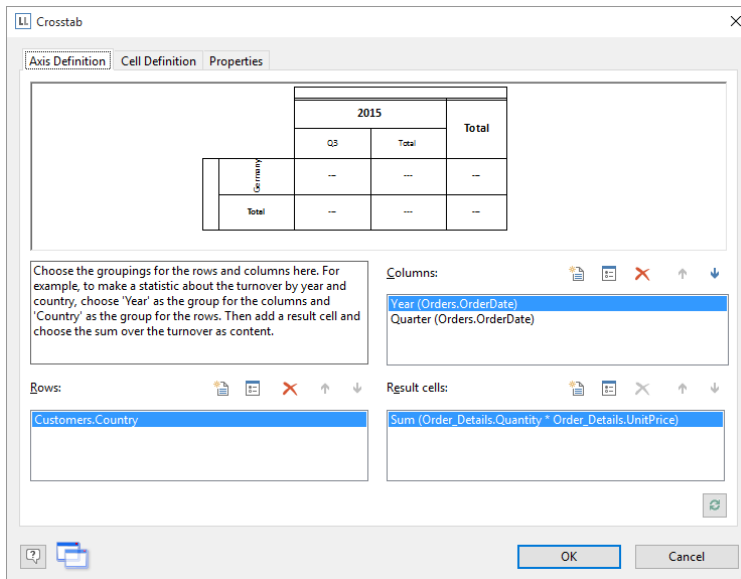 LL Crosstab
Axis Definition Cell Definition Properties
2015
Total
Q3 Total
Germany --- --- ---
Total --- --- ---
Choose the groupings for the rows and columns here. For
example, to make a statistic about the turnover by year and
country, choose 'Year' as the group for the columns and
'Country' as the group for the rows. Then add a result cell and
choose the sum over the turnover as content.
Columns:
Year (Orders.OrderDate)
Quarter (Orders.OrderDate)
Rows:
Customers.Country
Result cells:
Sum (Order_Details.Quantity * Order_Details.UnitPrice)
OK Cancel